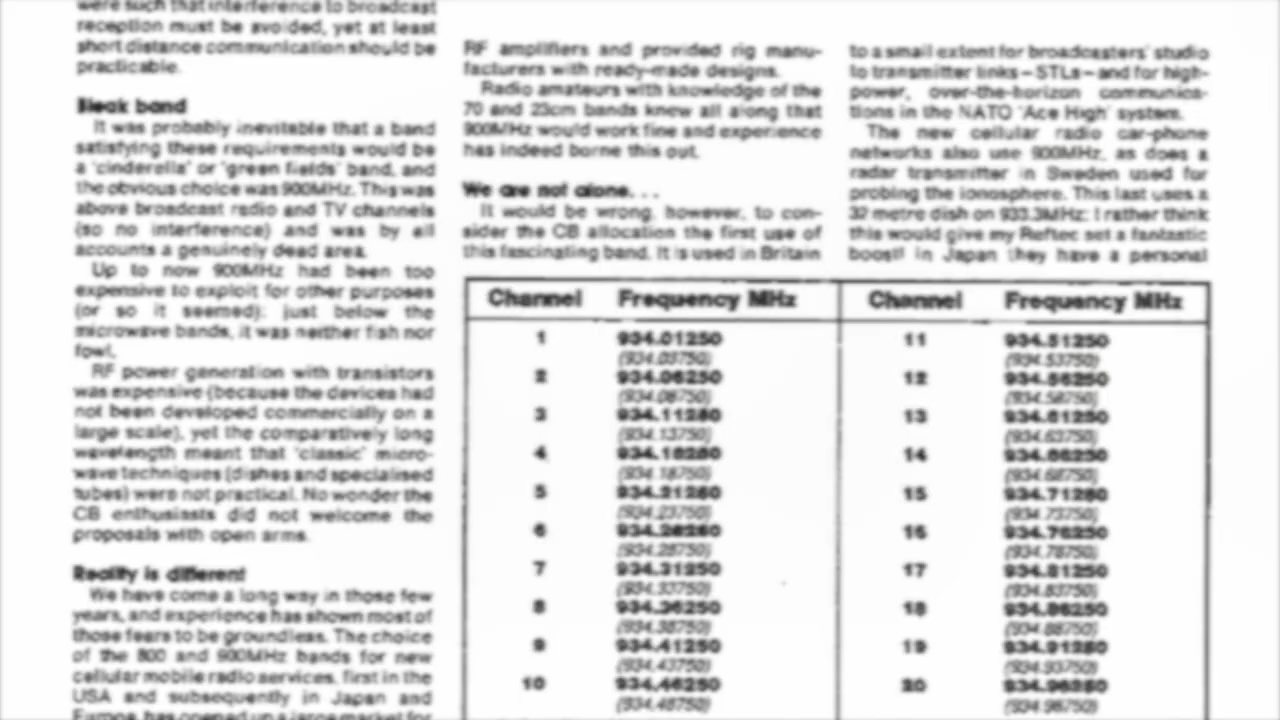 were such that interference to broadcast
reception must be avoided, yet at least
short distance communication should be
practicable.
Bleak band
It was probably inevitable that a band
satisfying these requirements would be
a 'cinderella' or 'green fields' band, and
the obvious choice was 900MHz. This was
above broadcast radio and TV channels
(so no interference) and was by all
accounts a genuinely dead area.
Up to now 900MHz had been too
expensive to exploit for other purposes
(or so it seemed): just below the
microwave bands, it was neither fish nor
fowl.
RF power generation with transistors
was expensive (because the devices had
not been developed commercially on a
large scale), yet the comparatively long
wavelength meant that 'classic' micro-
wave techniques (dishes and specialised
tubes) were not practical. No wonder the
CB enthusiasts did not welcome the
proposals with open arms.
Reality is different
We have come a long way in those few
years, and experience has shown most of
those fears to be groundless. The choice
of the 800 and 900MHz bands for new
cellular mobile radio services, first in the
USA and subsequently in Japan and
Europe, has opened up a large market for
RF amplifiers and provided rig manu-
facturers with ready-made designs.
Radio amateurs with knowledge of the
70 and 23cm bands knew all along that
900MHz would work fine and experience
has indeed borne this out.
We are not alone. . .
It would be wrong, however, to con-
sider the CB allocation the first use of
this fascinating band. It is used in Britain
to a small extent for broadcasters' studio
to transmitter links – STLs – and for high-
power, over-the-horizon communica-
tions in the NATO 'Ace High' system.
The new cellular radio car-phone
networks also use 900MHz, as does a
radar transmitter in Sweden used for
probing the ionosphere. This last uses a
32 metre dish on 933.3MHz: I rather think
this would give my Reftec set a fantastic
boost! In Japan they have a personal
Channel Frequency MHz Channel Frequency MHz
1 934.01250 11 934.51250
(934.03750) (934.53750)
2 934.06250 12 934.56250
(934.08750) (934.58750)
3 934.11250 13 934.61250
(934.13750) (934.63750)
4 934.16250 14 934.66250
(934.18750) (934.68750)
5 934.21250 15 934.71250
(934.23750) (934.73750)
6 934.26250 16 934.76250
(934.28750) (934.78750)
7 934.31250 17 934.81250
(934.33750) (934.83750)
8 934.36250 18 934.86250
(934.38750) (934.88750)
9 934.41250 19 934.91250
(934.43750) (934.93750)
10 934.46250 20 934.96250
(934.48750) (934.98750)